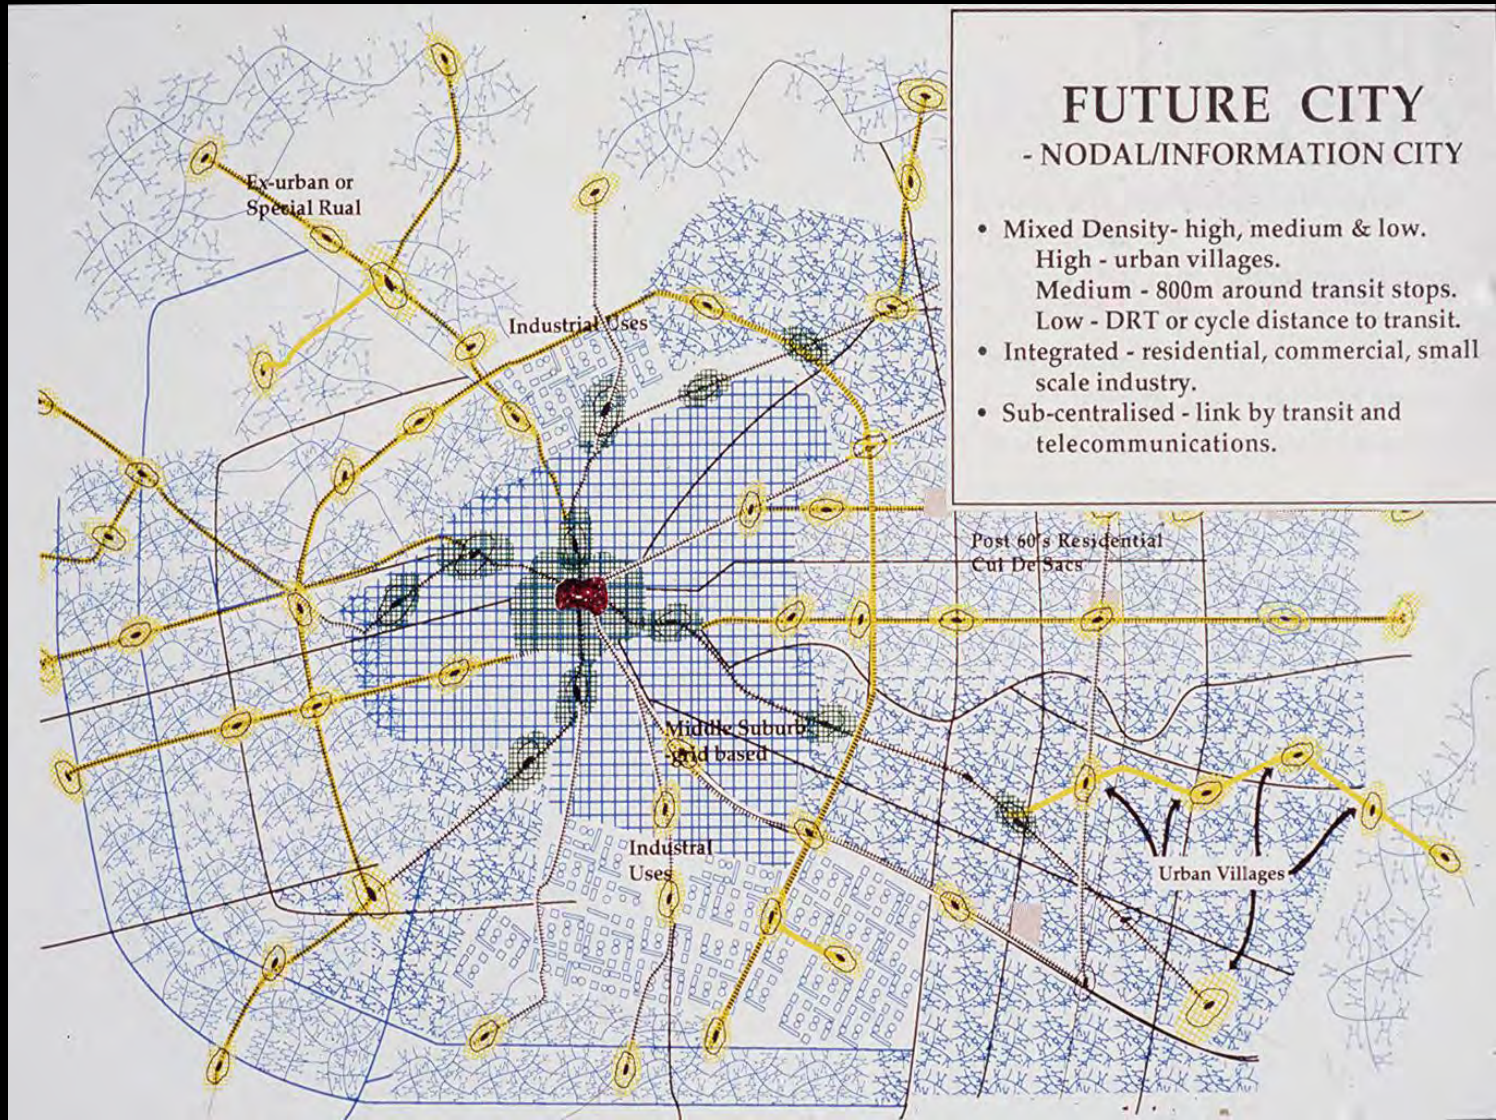 FUTURE CITY
- NODAL/INFORMATION CITY
• Mixed Density- high, medium & low.
High - urban villages.
Medium - 800m around transit stops.
Low - DRT or cycle distance to transit.
• Integrated - residential, commercial, small
scale industry.
• Sub-centralised - link by transit and
telecommunications.
Ex-urban or
Special Rual
Industrial Uses
Post 60's Residential
Cul De Sacs
Middle Suburb
-grid based
Industral
Uses
Urban Villages